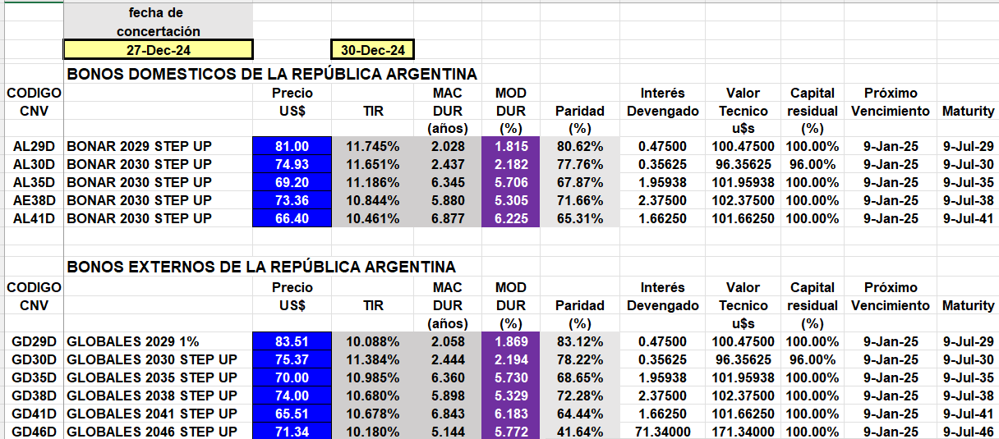 fecha de
concertación
27-Dec-24 30-Dec-24
BONOS DOMESTICOS DE LA REPÚBLICA ARGENTINA
CODIGO Precio MAC MOD Interés Valor Capital Próximo
CNV US$ TIR DUR DUR Paridad Devengado Tecnico residual Vencimiento Maturity
(años) (%) (%) u$s (%)
AL29D BONAR 2029 STEP UP 81.00 11.745% 2.028 1.815 80.62% 0.47500 100.47500 100.00% 9-Jan-25 9-Jul-29
AL30D BONAR 2030 STEP UP 74.93 11.651% 2.437 2.182 77.76% 0.35625 96.35625 96.00% 9-Jan-25 9-Jul-30
AL35D BONAR 2030 STEP UP 69.20 11.186% 6.345 5.706 67.87% 1.95938 101.95938 100.00% 9-Jan-25 9-Jul-35
AE38D BONAR 2030 STEP UP 73.36 10.844% 5.880 5.305 71.66% 2.37500 102.37500 100.00% 9-Jan-25 9-Jul-38
AL41D BONAR 2030 STEP UP 66.40 10.461% 6.877 6.225 65.31% 1.66250 101.66250 100.00% 9-Jan-25 9-Jul-41
BONOS EXTERNOS DE LA REPÚBLICA ARGENTINA
CODIGO Precio MAC MOD Interés Valor Capital Próximo
CNV US$ TIR DUR DUR Paridad Devengado Tecnico residual Vencimiento Maturity
(años) (%) (%) u$s (%)
GD29D GLOBALES 2029 1% 83.51 10.088% 2.058 1.869 83.12% 0.47500 100.47500 100.00% 9-Jan-25 9-Jul-29
GD30D GLOBALES 2030 STEP UP 75.37 11.384% 2.444 2.194 78.22% 0.35625 96.35625 96.00% 9-Jan-25 9-Jul-30
GD35D GLOBALES 2035 STEP UP 70.00 10.985% 6.360 5.730 68.65% 1.95938 101.95938 100.00% 9-Jan-25 9-Jul-35
GD38D GLOBALES 2038 STEP UP 74.00 10.680% 5.898 5.329 72.28% 2.37500 102.37500 100.00% 9-Jan-25 9-Jul-38
GD41D GLOBALES 2041 STEP UP 65.51 10.678% 6.843 6.183 64.44% 1.66250 101.66250 100.00% 9-Jan-25 9-Jul-41
GD46D GLOBALES 2046 STEP UP 71.34 10.180% 5.144 5.772 41.64% 71.34000 171.34000 100.00% 9-Jan-25 9-Jul-46